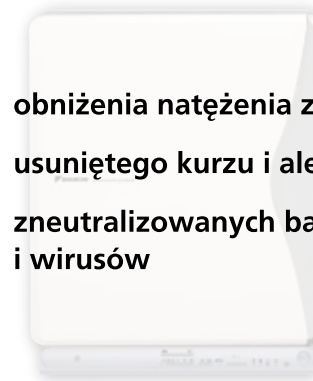 obniżenia natężenia z
usuniętego kurzu i ale
zneutralizowanych ba
i wirusów